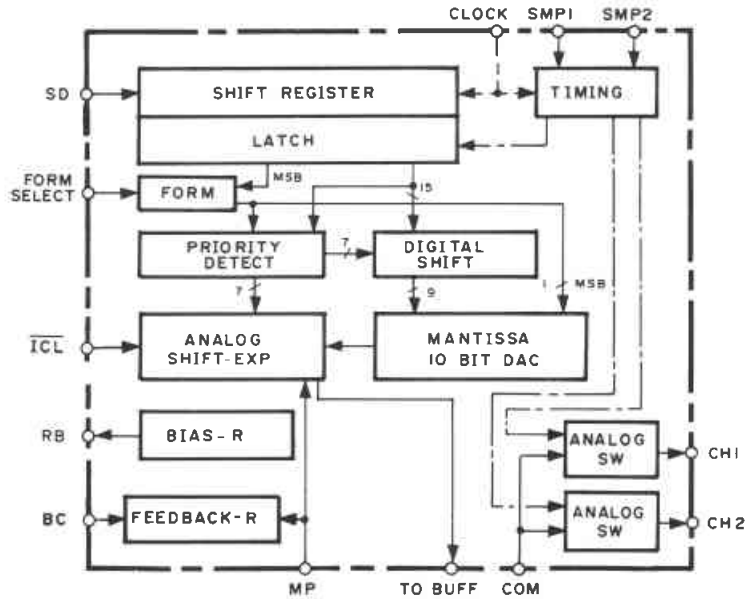 CLOCK SMP1 SMP2
SD
SHIFT REGISTER
TIMING
LATCH
MSB
15
FORM SELECT
FORM
PRIORITY DETECT
7
DIGITAL SHIFT
7
9
1 MSB
ICL
ANALOG SHIFT-EXP
MANTISSA 10 BIT DAC
RB
BIAS-R
ANALOG SW
CH1
BC
FEEDBACK-R
ANALOG SW
CH2
MP
TO BUFF
COM